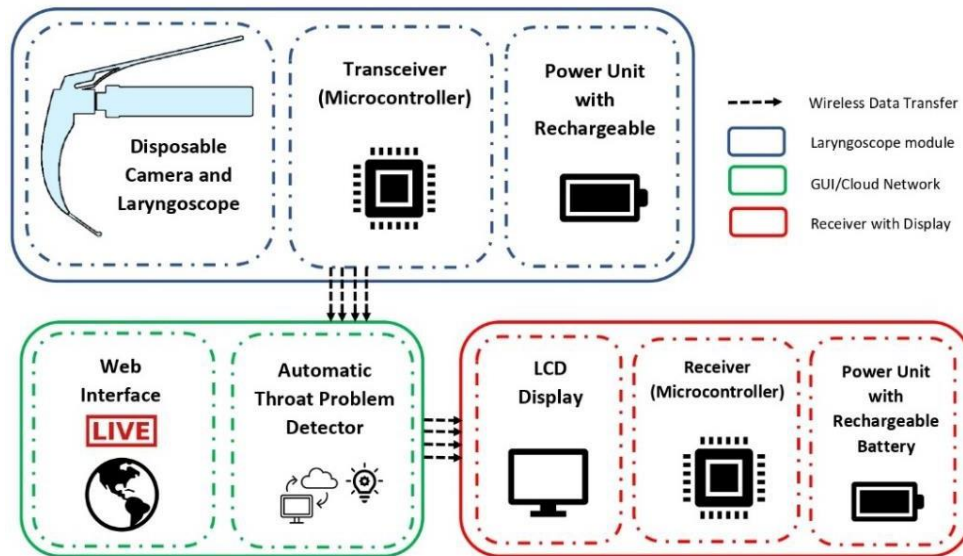 Transceiver
(Microcontroller)
Power Unit
with
Rechargeable
Disposable
Camera and
Laryngoscope
Wireless Data Transfer
Laryngoscope module
GUI/Cloud Network
Receiver with Display
Web
Interface
LIVE
Automatic
Throat Problem
Detector
LCD
Display
Receiver
(Microcontroller)
Power Unit
with
Rechargeable
Battery